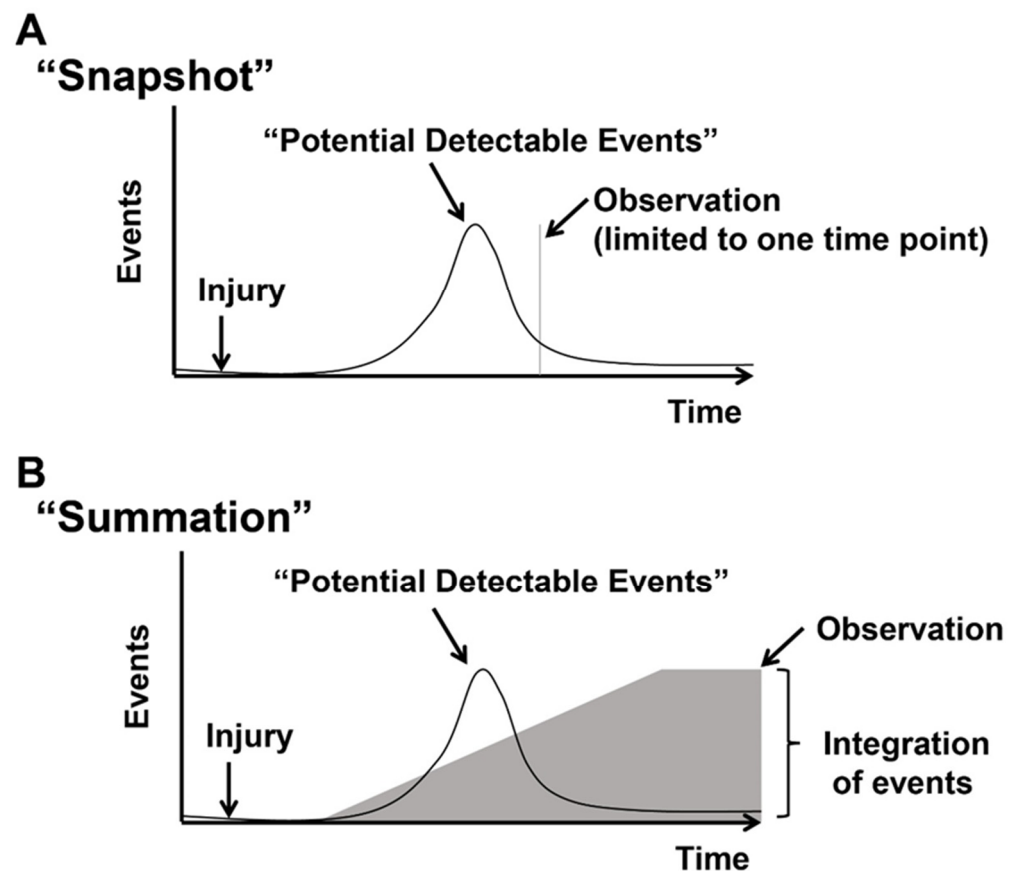 A
“Snapshot”
“Potential Detectable Events”
Observation
(limited to one time point)
Events
Injury
Time
B
“Summation”
“Potential Detectable Events”
Observation
Events
Injury
Integration
of events
Time